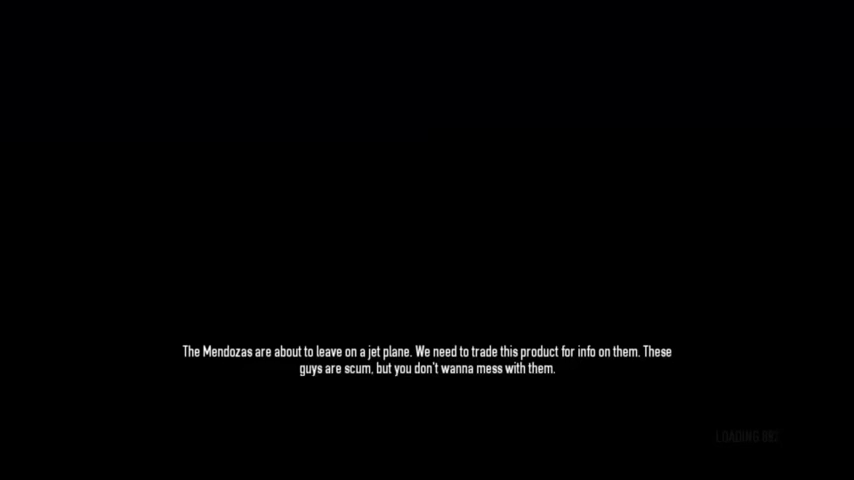 The Mendozas are about to leave on a jet plane. We need to trade this product for info on them. These
guys are scum, but you don't wanna mess with them.
LOADING